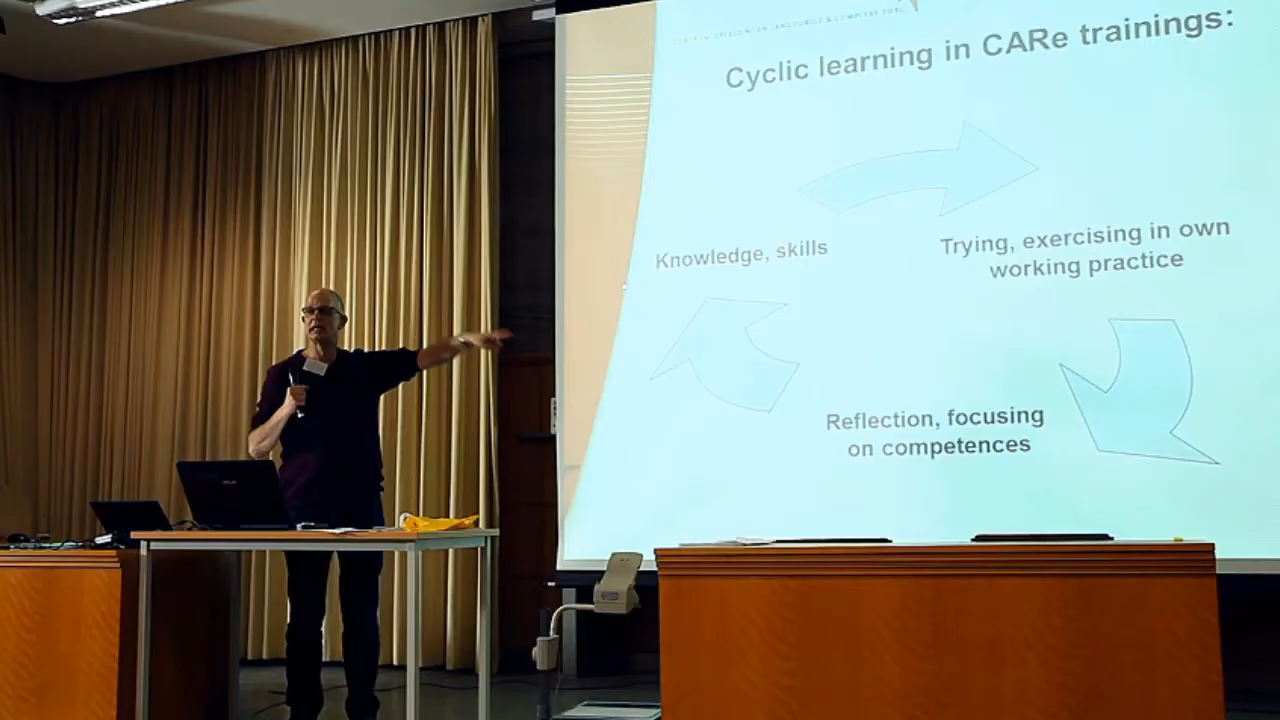 Cyclic learning in CARe trainings:
Knowledge, skills
Trying, exercising in own
working practice
Reflection, focusing
on competences